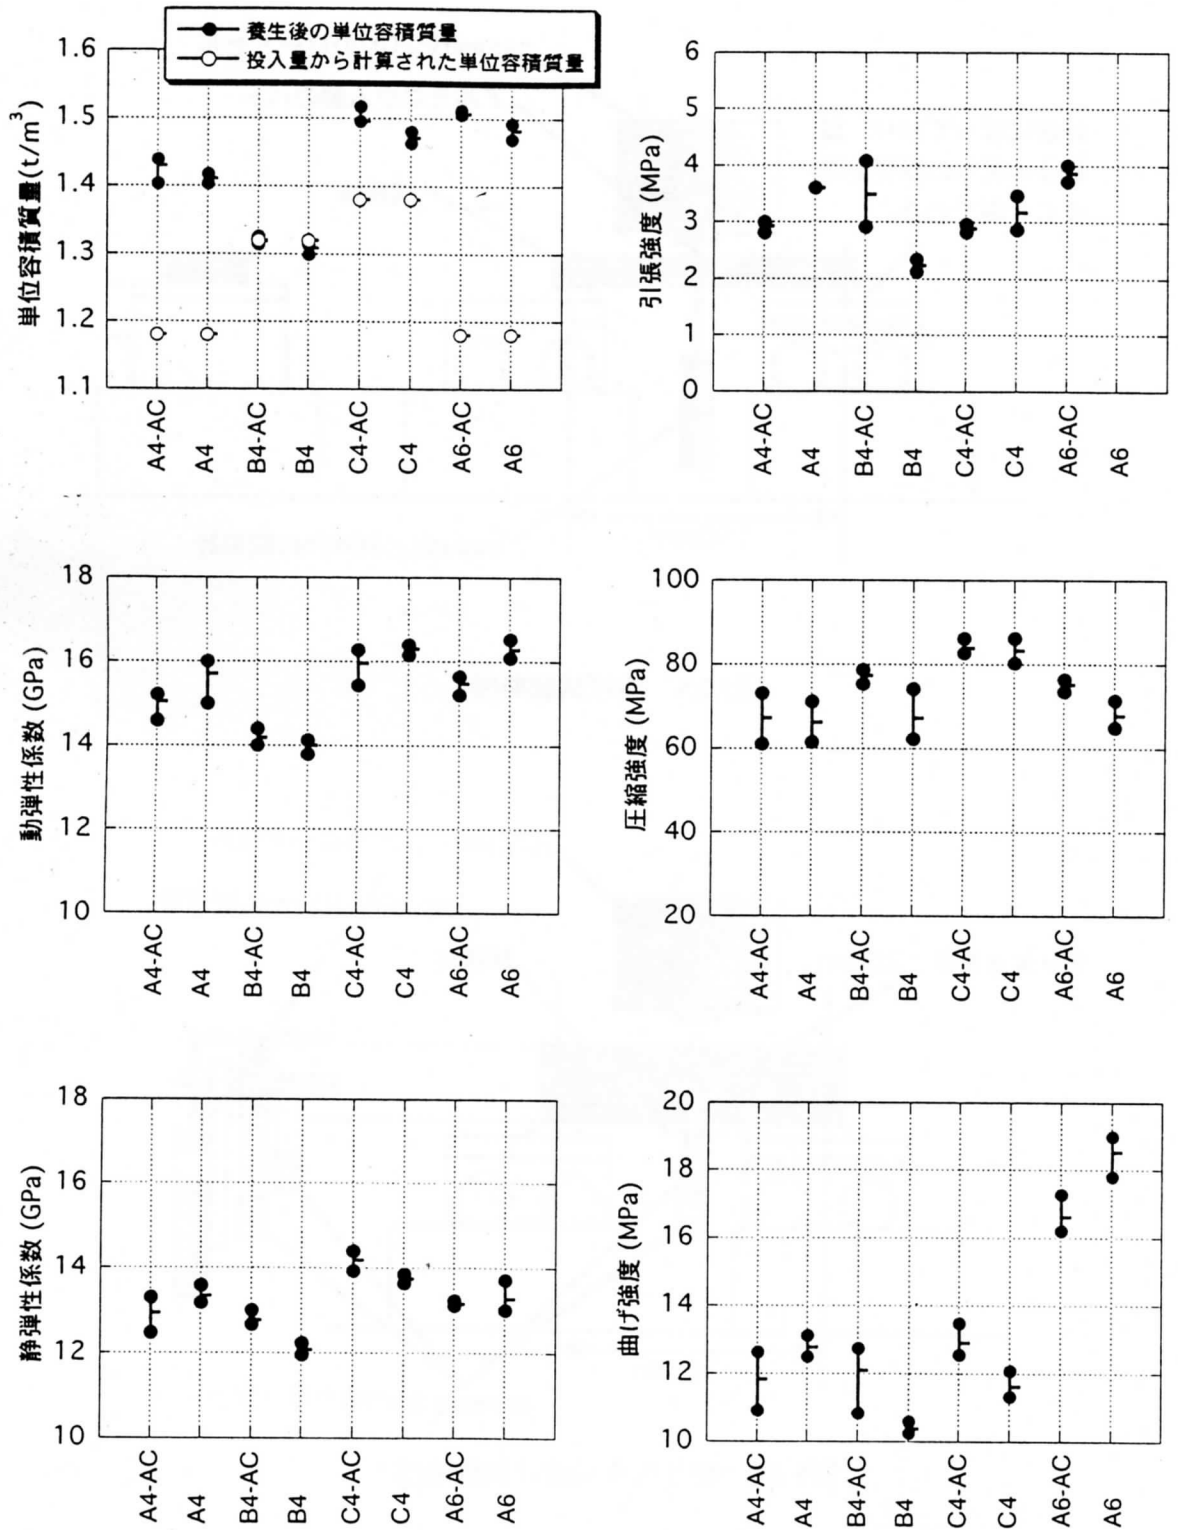 養生後の単位容積質量
投入量から計算された単位容積質量
単位容積質量(t/m³)
1.6
1.5
1.4
1.3
1.2
1.1
A4-AC
A4
B4-AC
B4
C4-AC
C4
A6-AC
A6
引張強度 (MPa)
6
5
4
3
2
1
0
A4-AC
A4
B4-AC
B4
C4-AC
C4
A6-AC
A6
動弾性係数 (GPa)
18
16
14
12
10
A4-AC
A4
B4-AC
B4
C4-AC
C4
A6-AC
A6
圧縮強度 (MPa)
100
80
60
40
20
A4-AC
A4
B4-AC
B4
C4-AC
C4
A6-AC
A6
静弾性係数 (GPa)
18
16
14
12
10
A4-AC
A4
B4-AC
B4
C4-AC
C4
A6-AC
A6
曲げ強度 (MPa)
20
18
16
14
12
10
A4-AC
A4
B4-AC
B4
C4-AC
C4
A6-AC
A6